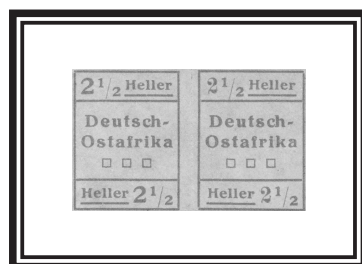 2 1/2 Heller
Deutsch-
Ostafrika
Heller 2 1/2
2 1/2 Heller
Deutsch-
Ostafrika
Heller 2 1/2